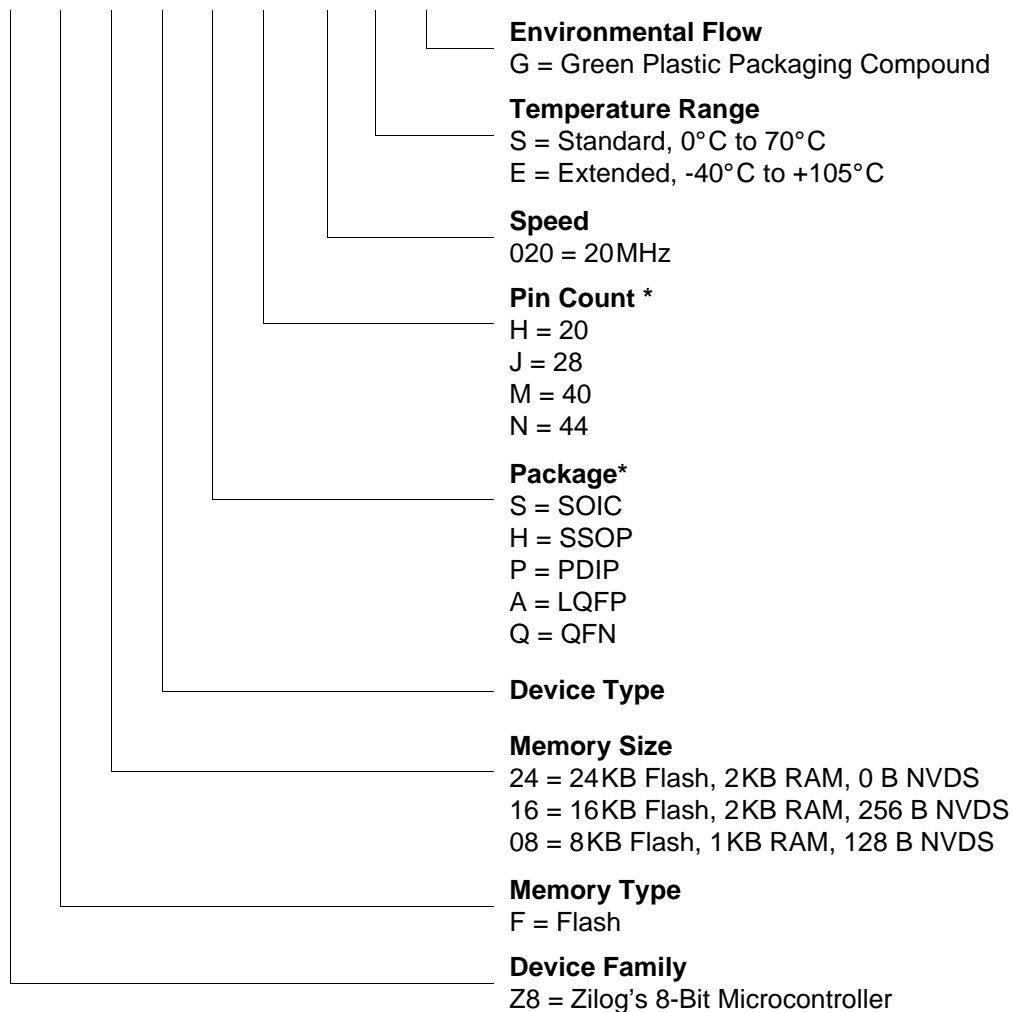 Environmental Flow
G = Green Plastic Packaging Compound
Temperature Range
S = Standard, 0°C to 70°C
E = Extended, -40°C to +105°C
Speed
020 = 20MHz
Pin Count *
H = 20
J = 28
M = 40
N = 44
Package*
S = SOIC
H = SSOP
P = PDIP
A = LQFP
Q = QFN
Device Type
Memory Size
24 = 24KB Flash, 2KB RAM, 0 B NVDS
16 = 16KB Flash, 2KB RAM, 256 B NVDS
08 = 8KB Flash, 1KB RAM, 128 B NVDS
Memory Type
F = Flash
Device Family
Z8 = Zilog's 8-Bit Microcontroller